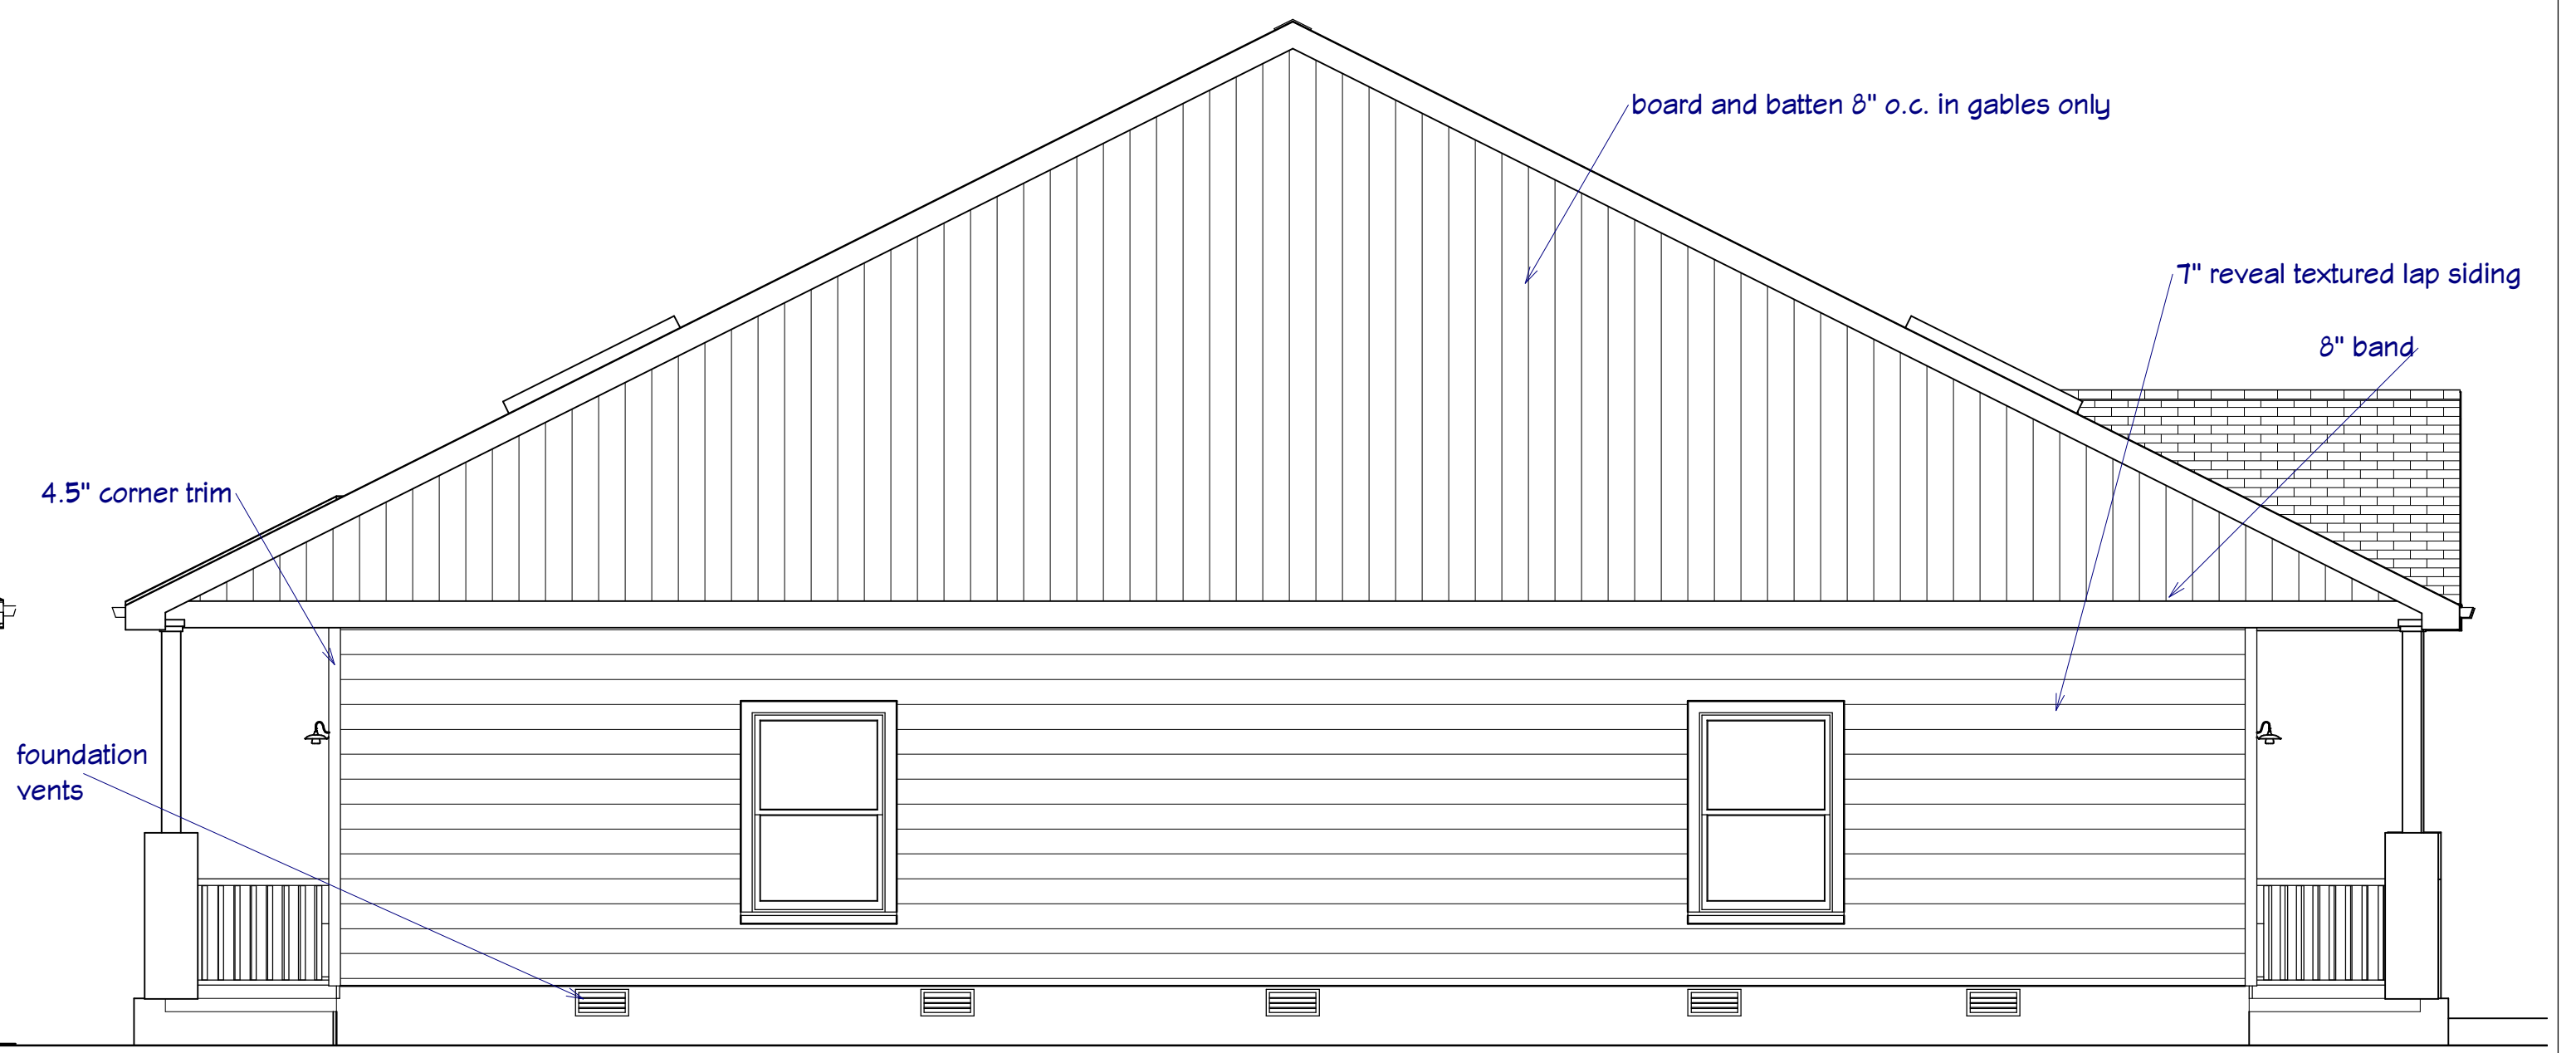 board and batten 8" o.c. in gables only
7" reveal textured lap siding
8" band
4.5" corner trim
foundation
vents